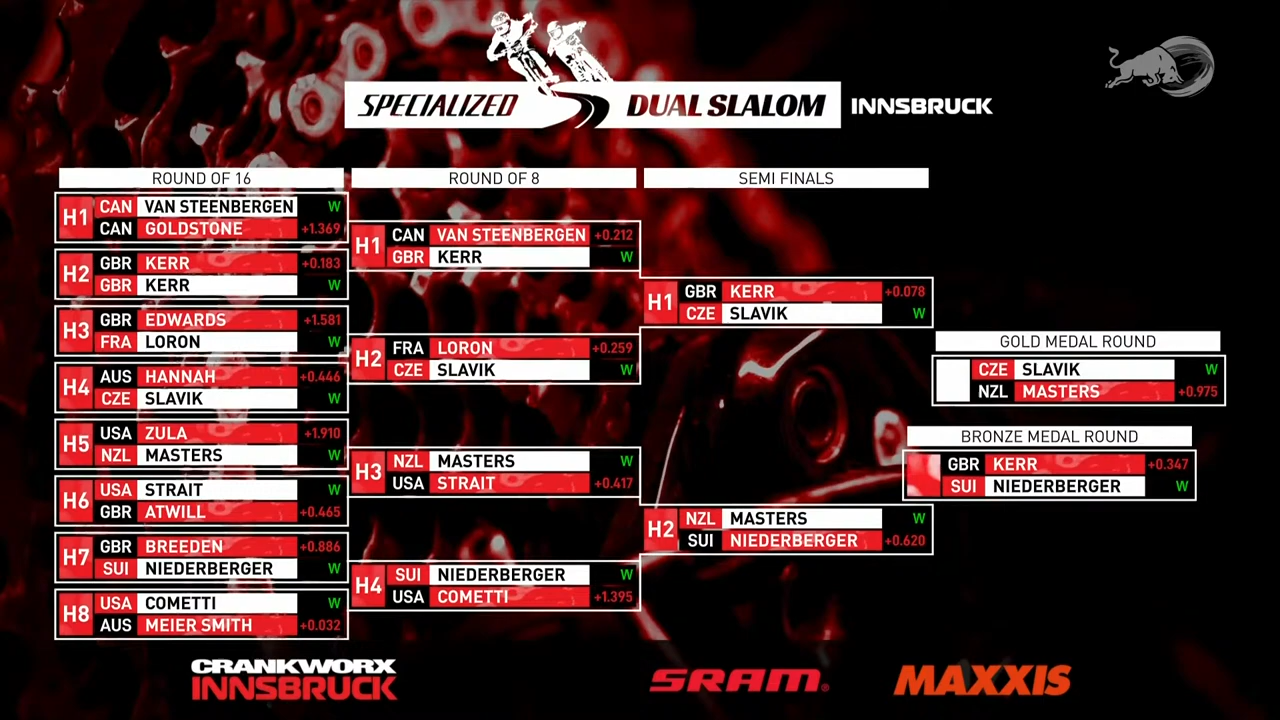 SPECIALIZED DUAL SLALOM INNSBRUCK
ROUND OF 16
H1
CAN VAN STEENBERGEN W
CAN GOLDSTONE +1.369
H2
GBR KERR +0.183
GBR KERR W
H3
GBR EDWARDS +1.581
FRA LORON W
H4
AUS HANNAH +0.446
CZE SLAVIK W
H5
USA ZULA +1.910
NZL MASTERS W
H6
USA STRAIT W
GBR ATWILL +0.465
H7
GBR BREEDEN +0.886
SUI NIEDERBERGER W
H8
USA COMETTI W
AUS MEIER SMITH +0.032
ROUND OF 8
H1
CAN VAN STEENBERGEN +0.212
GBR KERR W
H2
FRA LORON +0.259
CZE SLAVIK W
H3
NZL MASTERS W
USA STRAIT +0.417
H4
SUI NIEDERBERGER W
USA COMETTI +1.395
SEMI FINALS
H1
GBR KERR +0.078
CZE SLAVIK W
H2
NZL MASTERS W
SUI NIEDERBERGER +0.620
GOLD MEDAL ROUND
CZE SLAVIK W
NZL MASTERS +0.975
BRONZE MEDAL ROUND
GBR KERR +0.347
SUI NIEDERBERGER W
CRANKWORX
INNSBRUCK
SRAM
MAXXIS